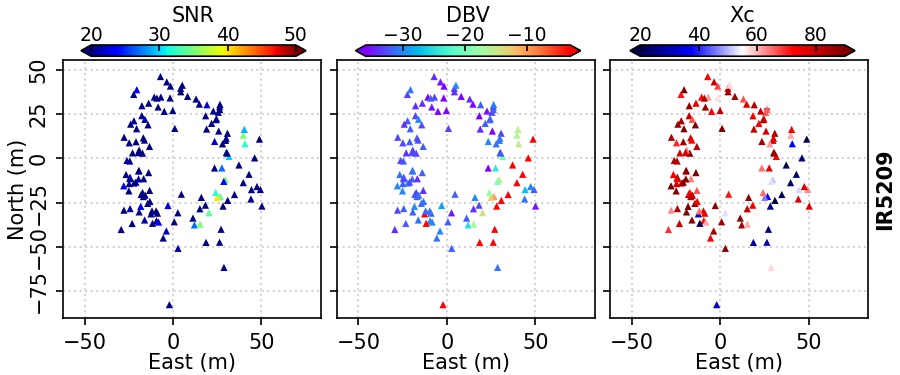 SNR DBV Xc
20 30 40 50 −30 −20 −10 20 40 60 80
50
25
0
−25
−50
−75
North (m)
IR5209
−50 0 50 −50 0 50 −50 0 50
East (m) East (m) East (m)